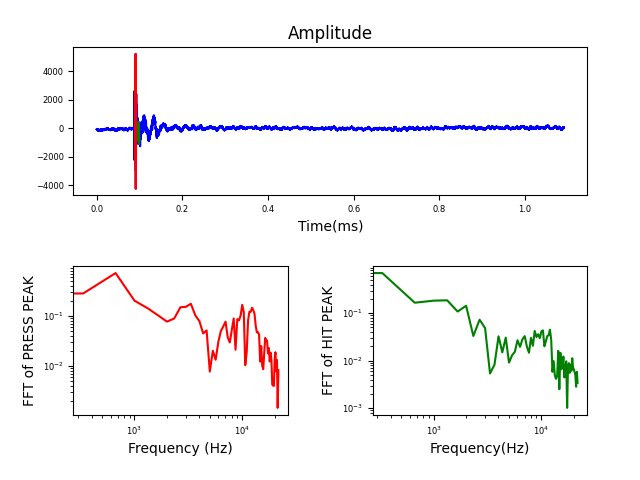 Amplitude
4000
2000
0
−2000
−4000
0.0 0.2 0.4 0.6 0.8 1.0
Time(ms)
FFT of PRESS PEAK
10⁻¹
10⁻²
10³ 10⁴
Frequency (Hz)
FFT of HIT PEAK
10⁻¹
10⁻²
10⁻³
10³ 10⁴
Frequency(Hz)